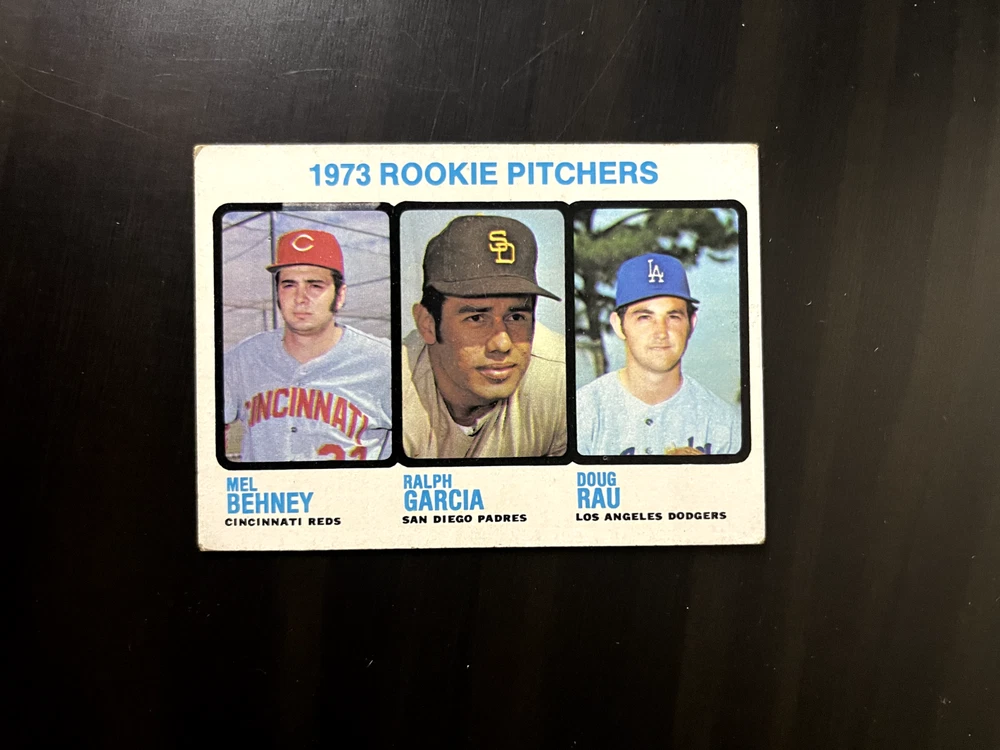 1973 ROOKIE PITCHERS
C
SD
LA
CINCINNATI
MEL
BEHNEY
CINCINNATI REDS
RALPH
GARCIA
SAN DIEGO PADRES
DOUG
RAU
LOS ANGELES DODGERS